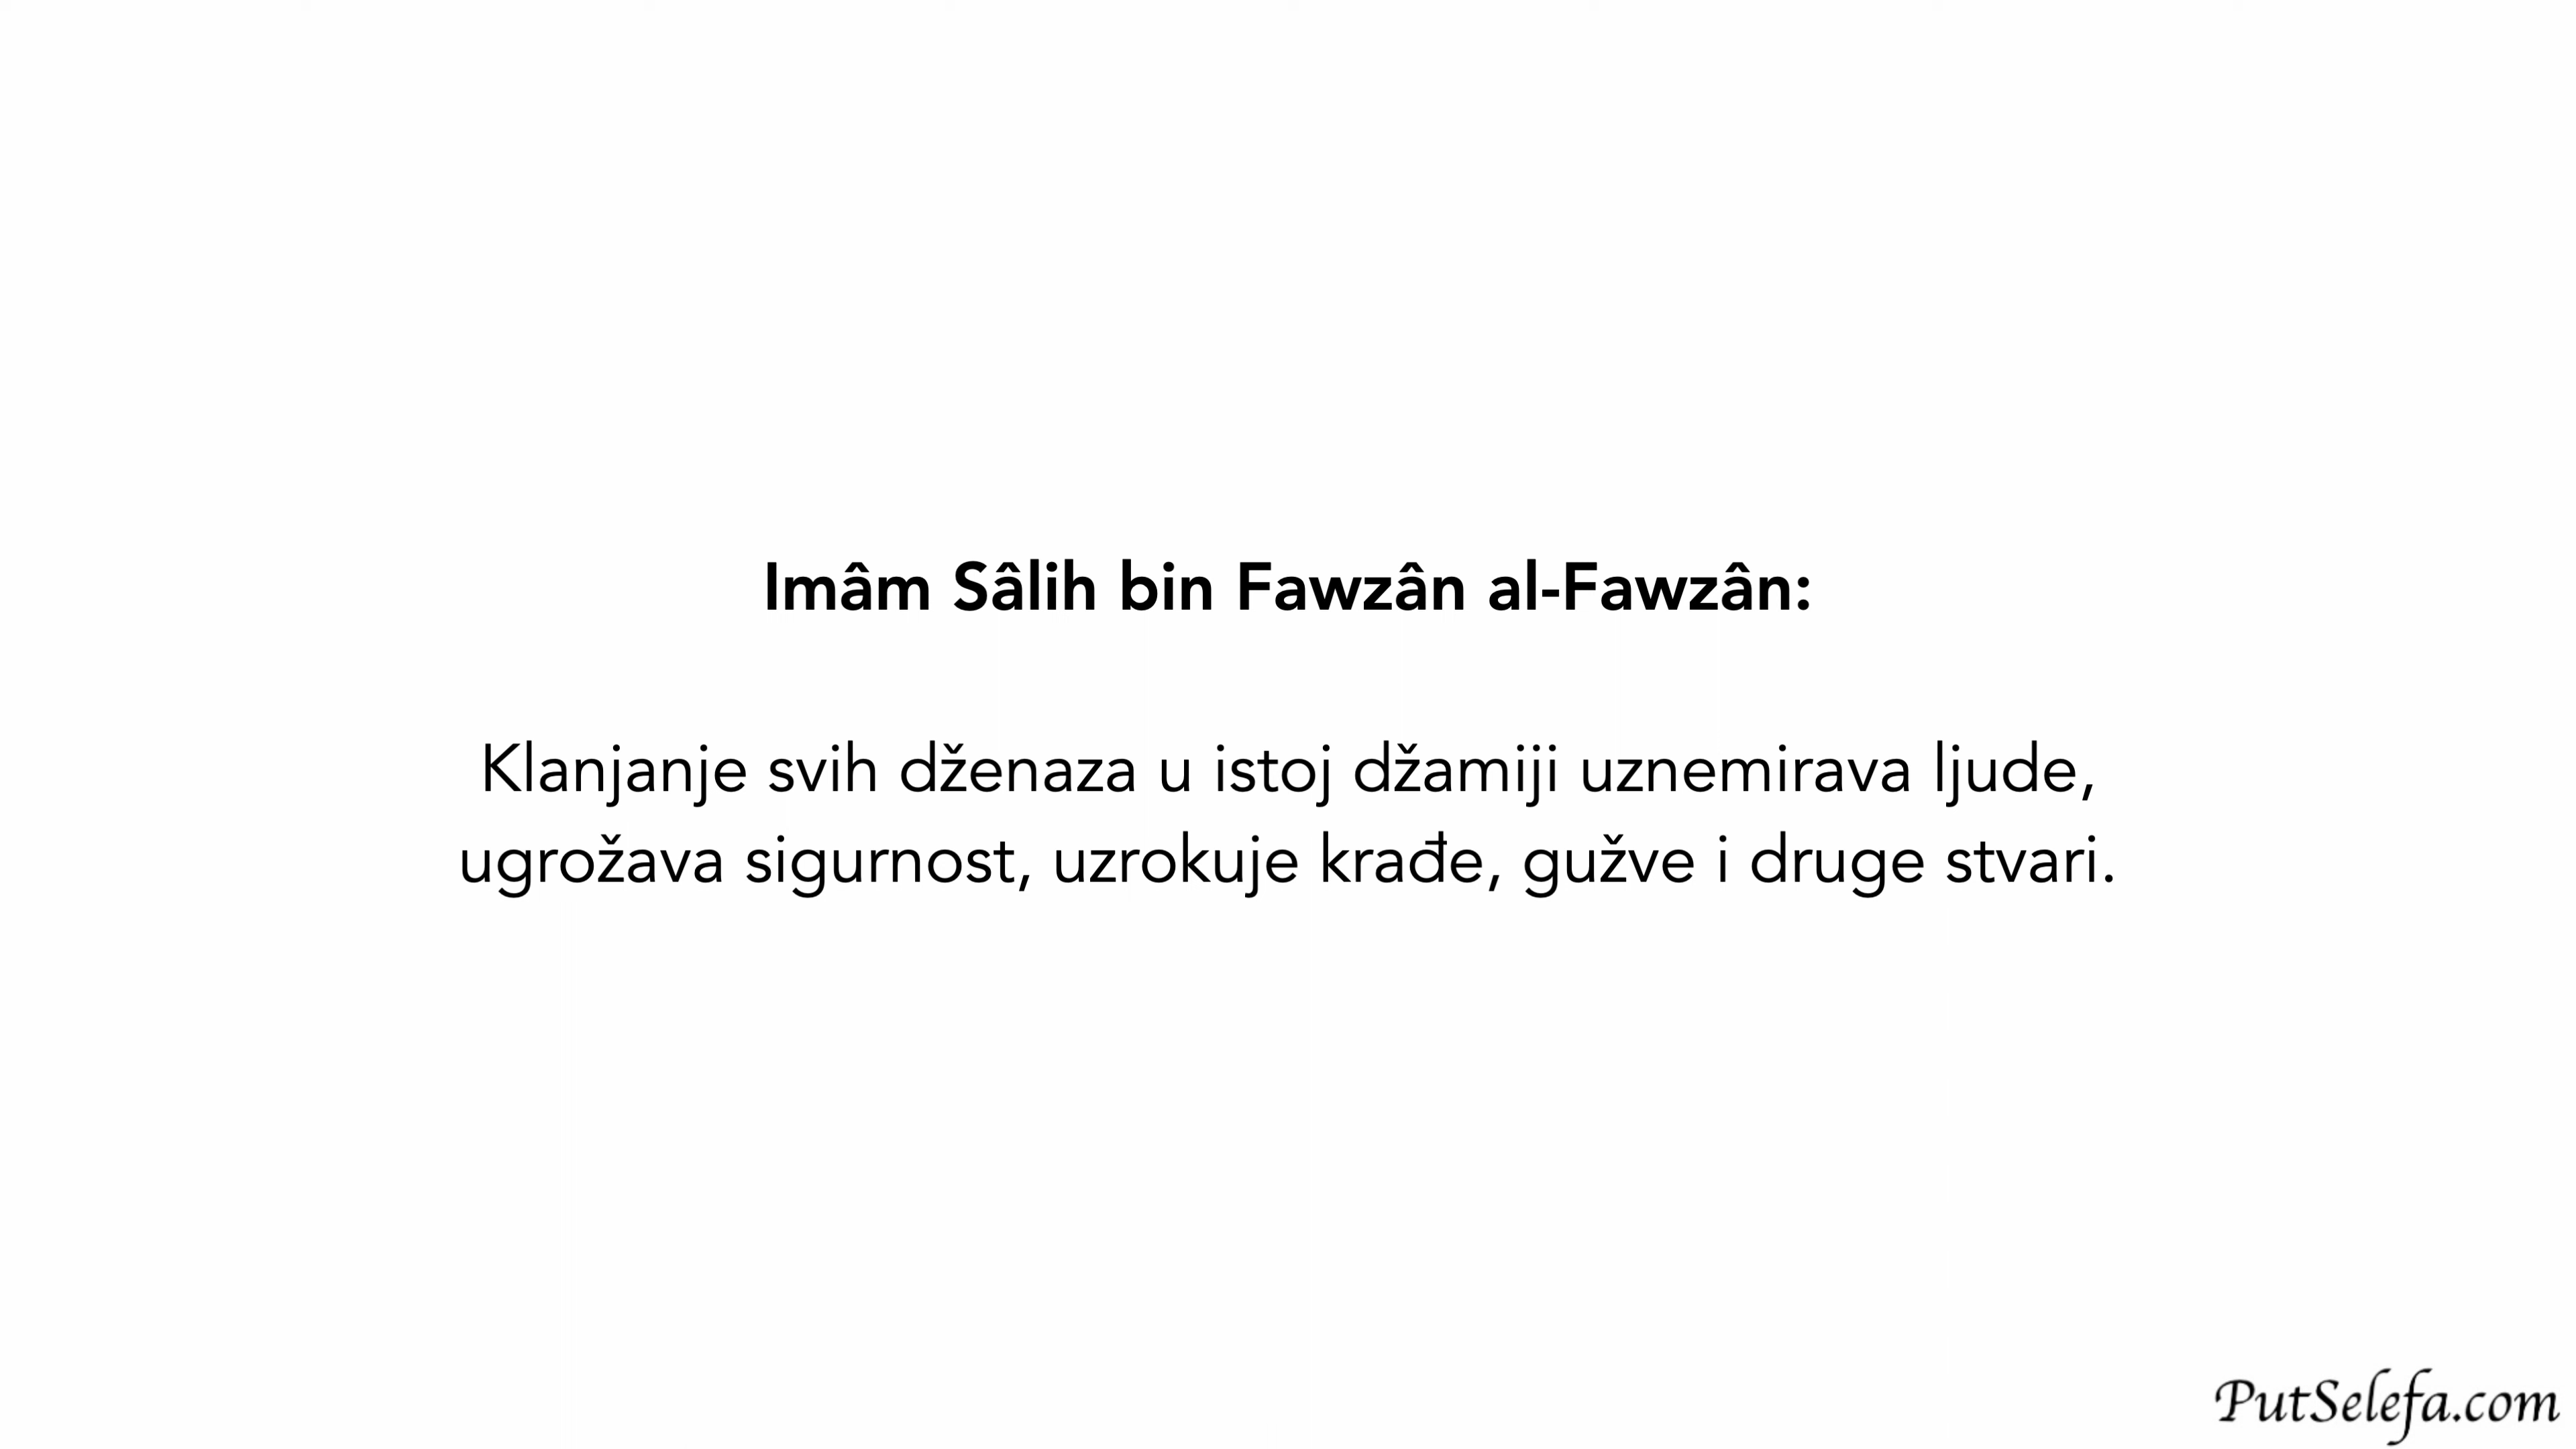 Imâm Sâlih bin Fawzân al-Fawzân:
Klanjanje svih dženaza u istoj džamiji uznemirava ljude,
ugrožava sigurnost, uzrokuje krađe, gužve i druge stvari.
PutSelefa.com